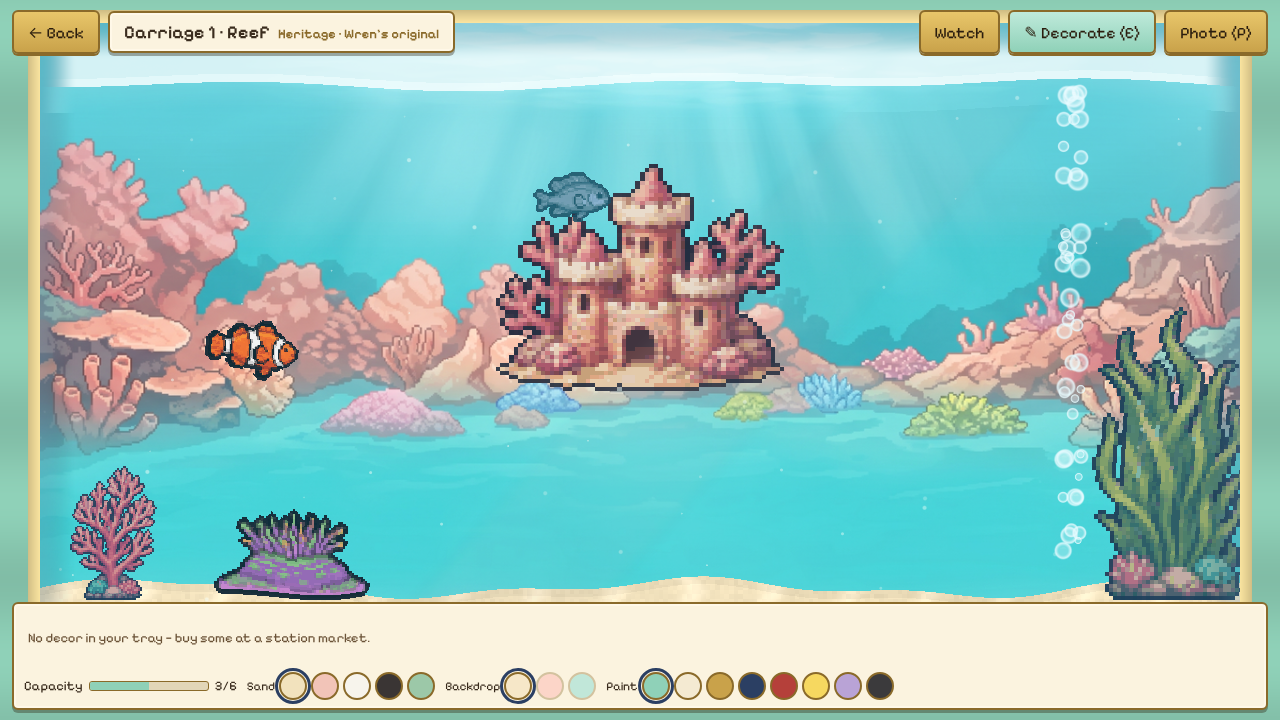 ← Back
Carriage 1 · Reef Heritage · Wren's original
Watch
✎ Decorate (E)
Photo (P)
No decor in your tray - buy some at a station market.
Capacity 3/6 Sand Backdrop Paint